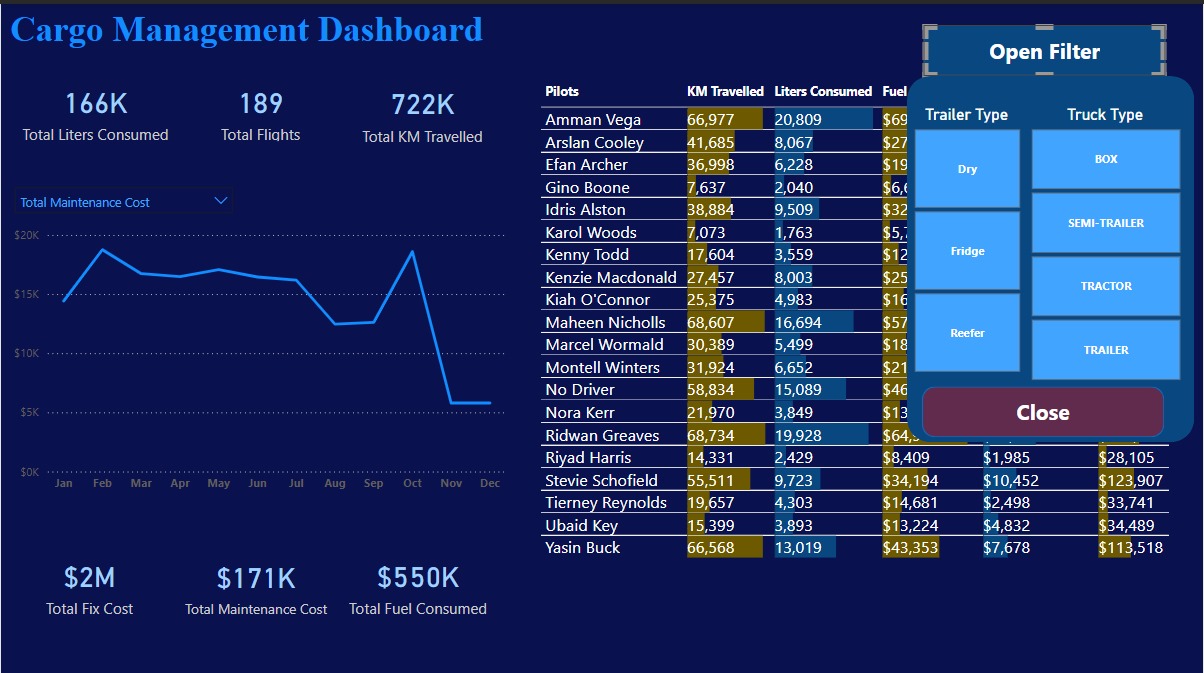 Cargo Management Dashboard
Open Filter
166K
Total Liters Consumed
189
Total Flights
722K
Total KM Travelled
Total Maintenance Cost
$20K
$15K
$10K
$5K
$0K
Jan Feb Mar Apr May Jun Jul Aug Sep Oct Nov Dec
$2M
Total Fix Cost
$171K
Total Maintenance Cost
$550K
Total Fuel Consumed
Pilots KM Travelled Liters Consumed Fuel
Amman Vega 66,977 20,809 $69
Arslan Cooley 41,685 8,067 $27
Efan Archer 36,998 6,228 $19
Gino Boone 7,637 2,040 $6,6
Idris Alston 38,884 9,509 $32
Karol Woods 7,073 1,763 $5,7
Kenny Todd 17,604 3,559 $12
Kenzie Macdonald 27,457 8,003 $25
Kiah O'Connor 25,375 4,983 $16
Maheen Nicholls 68,607 16,694 $57
Marcel Wormald 30,389 5,499 $18
Montell Winters 31,924 6,652 $21
No Driver 58,834 15,089 $46
Nora Kerr 21,970 3,849 $13
Ridwan Greaves 68,734 19,928
Riyad Harris 14,331 2,429 $8,409 $1,985 $28,105
Stevie Schofield 55,511 9,723 $34,194 $10,452 $123,907
Tierney Reynolds 19,657 4,303 $14,681 $2,498 $33,741
Ubaid Key 15,399 3,893 $13,224 $4,832 $34,489
Yasin Buck 66,568 13,019 $43,353 $7,678 $113,518
Trailer Type
Dry
Fridge
Reefer
Truck Type
BOX
SEMI-TRAILER
TRACTOR
TRAILER
Close